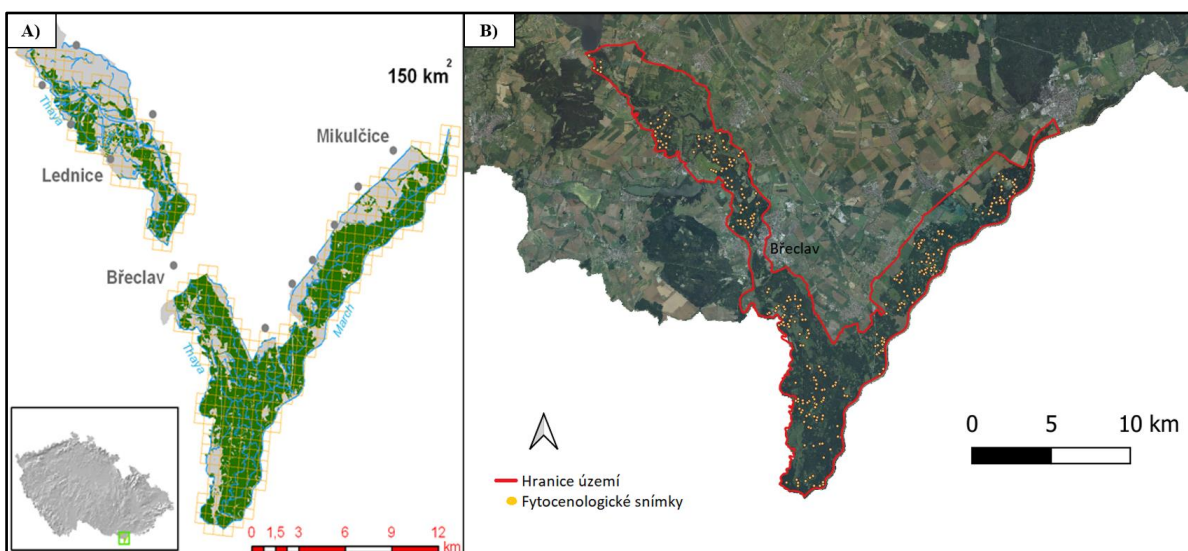 A)
150 km²
Thaya
Mikulčice
Lednice
Břeclav
March
Thaya
0 1,5 3 6 9 12
km
B)
Břeclav
0 5 10 km
Hranice území
Fytocenologické snímky